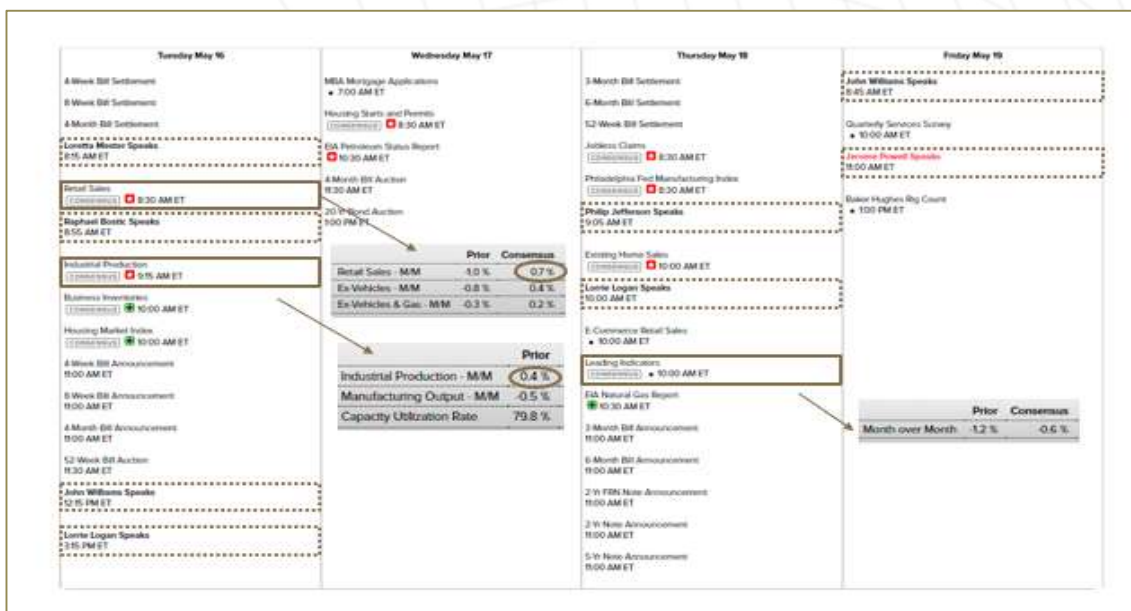 Tuesday May 16
4-Week Bill Settlement
8-Week Bill Settlement
4-Month Bill Settlement
Loretta Mester Speaks
8:15 AM ET
Retail Sales
CONSENSUS 8:30 AM ET
Raphael Bostic Speaks
8:55 AM ET
Industrial Production
CONSENSUS 9:15 AM ET
Business Inventories
CONSENSUS 10:00 AM ET
Housing Market Index
CONSENSUS 10:00 AM ET
4-Week Bill Announcement
11:00 AM ET
8-Week Bill Announcement
11:00 AM ET
4-Month Bill Announcement
11:00 AM ET
52-Week Bill Auction
11:30 AM ET
John Williams Speaks
12:15 PM ET
Lorrie Logan Speaks
3:15 PM ET
Wednesday May 17
MBA Mortgage Applications
• 7:00 AM ET
Housing Starts and Permits
CONSENSUS 8:30 AM ET
EIA Petroleum Status Report
10:30 AM ET
4-Month Bill Auction
11:30 AM ET
20-Yr Bond Auction
1:00 PM ET
Prior Consensus
Retail Sales - M/M -1.0 % 0.7 %
Ex-Vehicles - M/M -0.8 % 0.4 %
Ex-Vehicles & Gas - M/M -0.3 % 0.2 %
Prior
Industrial Production - M/M 0.4 %
Manufacturing Output - M/M -0.5 %
Capacity Utilization Rate 79.8 %
Thursday May 18
3-Month Bill Settlement
6-Month Bill Settlement
52-Week Bill Settlement
Jobless Claims
CONSENSUS 8:30 AM ET
Philadelphia Fed Manufacturing Index
CONSENSUS 8:30 AM ET
Philip Jefferson Speaks
9:05 AM ET
Existing Home Sales
CONSENSUS 10:00 AM ET
Lorrie Logan Speaks
10:00 AM ET
E-Commerce Retail Sales
• 10:00 AM ET
Leading Indicators
CONSENSUS • 10:00 AM ET
EIA Natural Gas Report
10:30 AM ET
3-Month Bill Announcement
11:00 AM ET
6-Month Bill Announcement
11:00 AM ET
2-Yr FRN Note Announcement
11:00 AM ET
2-Yr Note Announcement
11:00 AM ET
5-Yr Note Announcement
11:00 AM ET
Friday May 19
John Williams Speaks
8:45 AM ET
Quarterly Services Survey
• 10:00 AM ET
Jerome Powell Speaks
11:00 AM ET
Baker Hughes Rig Count
• 1:00 PM ET
Prior Consensus
Month over Month -1.2 % -0.6 %